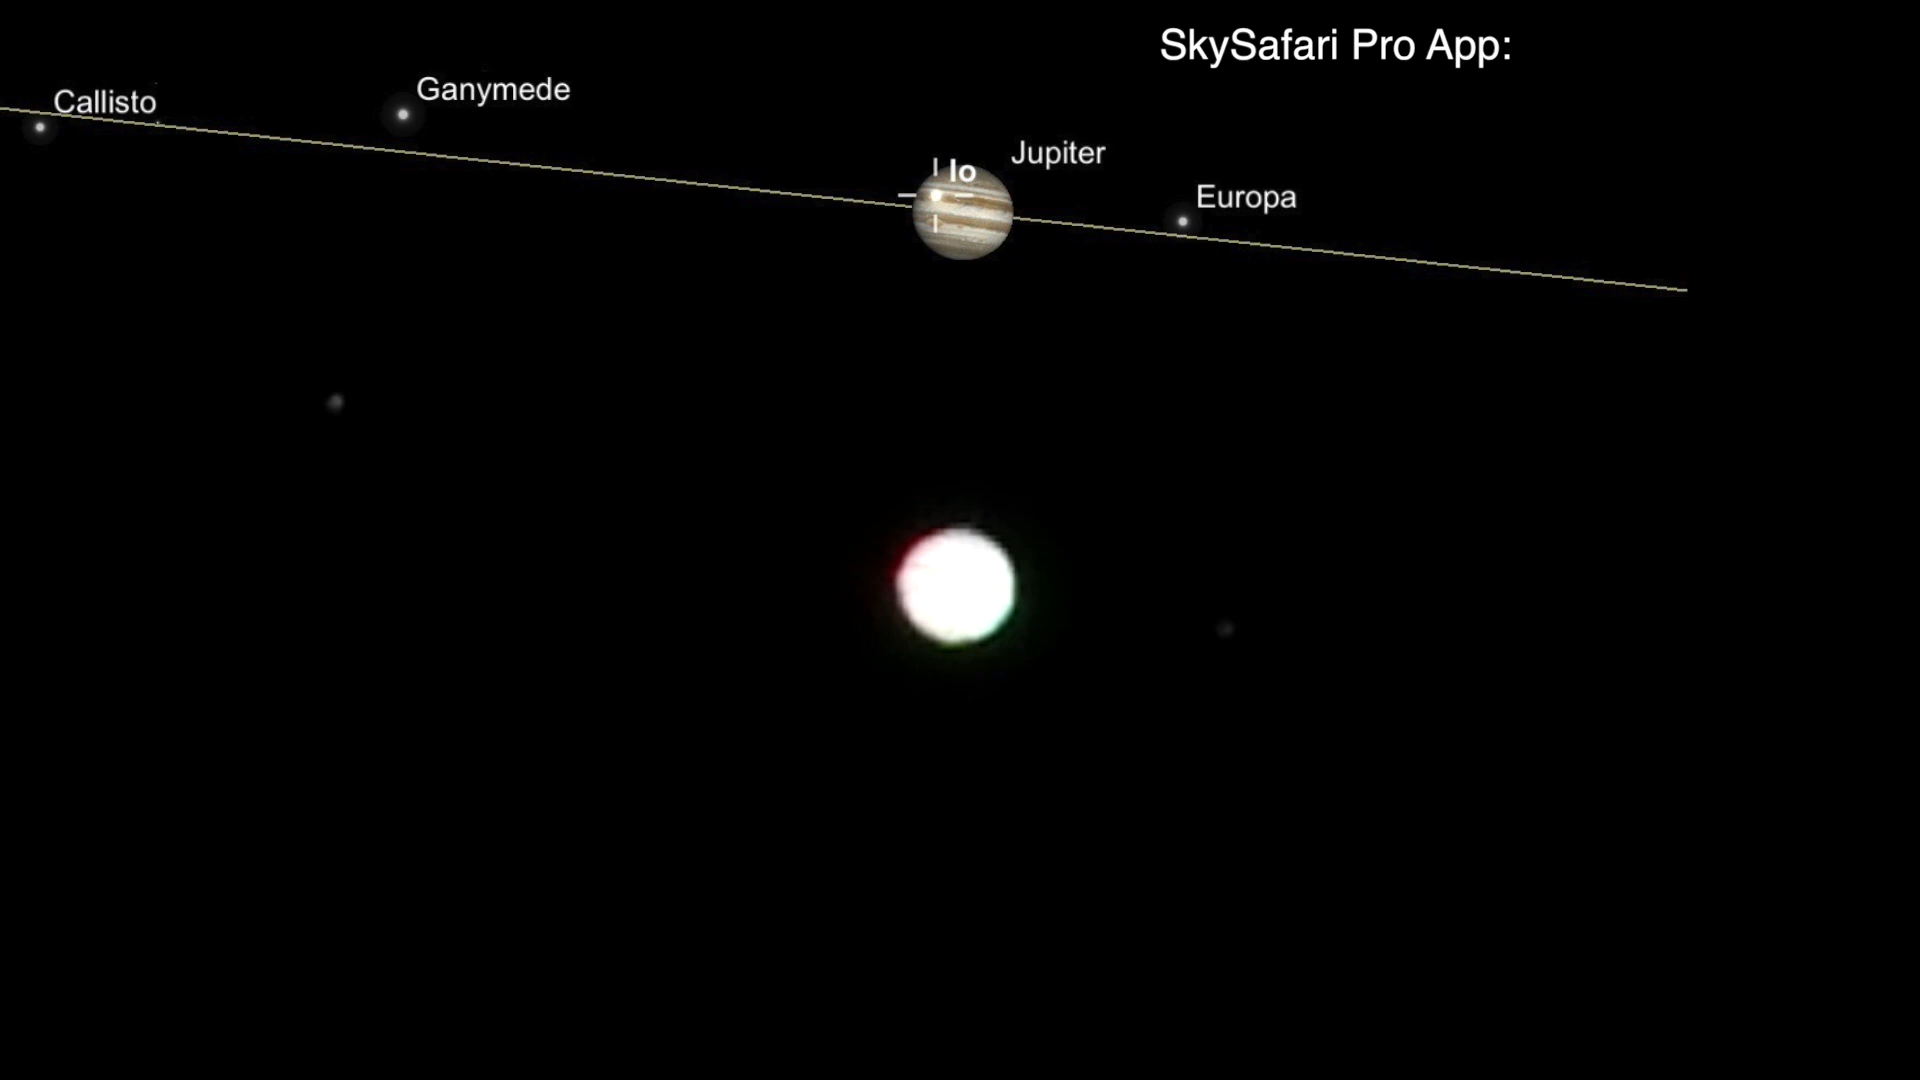 SkySafari Pro App:
Ganymede
Callisto
Jupiter
Io
Europa